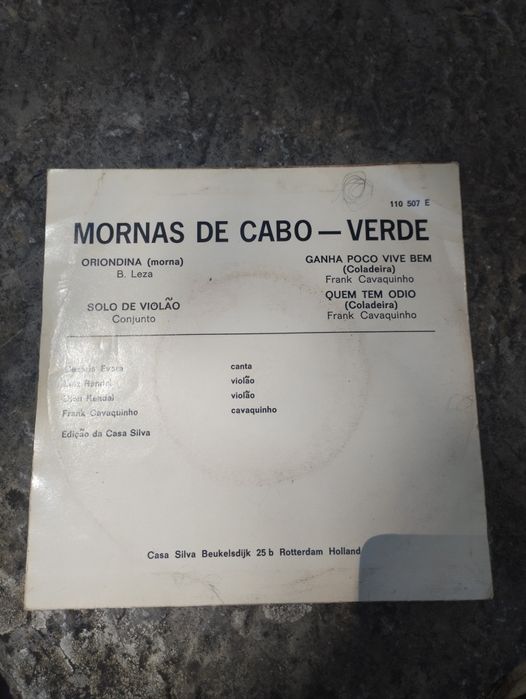 110 507 E
MORNAS DE CABO — VERDE
ORIONDINA (morna)
B. Leza
SOLO DE VIOLÃO
Conjunto
GANHA POCO VIVE BEM
(Coladeira)
Frank Cavaquinho
QUEM TEM ODIO
(Coladeira)
Frank Cavaquinho
Evora canta
Luiz Rendal violão
Djon Rendal violão
Frank Cavaquinho cavaquinho
Edição da Casa Silva
Casa Silva Beukelsdijk 25 b Rotterdam Holland